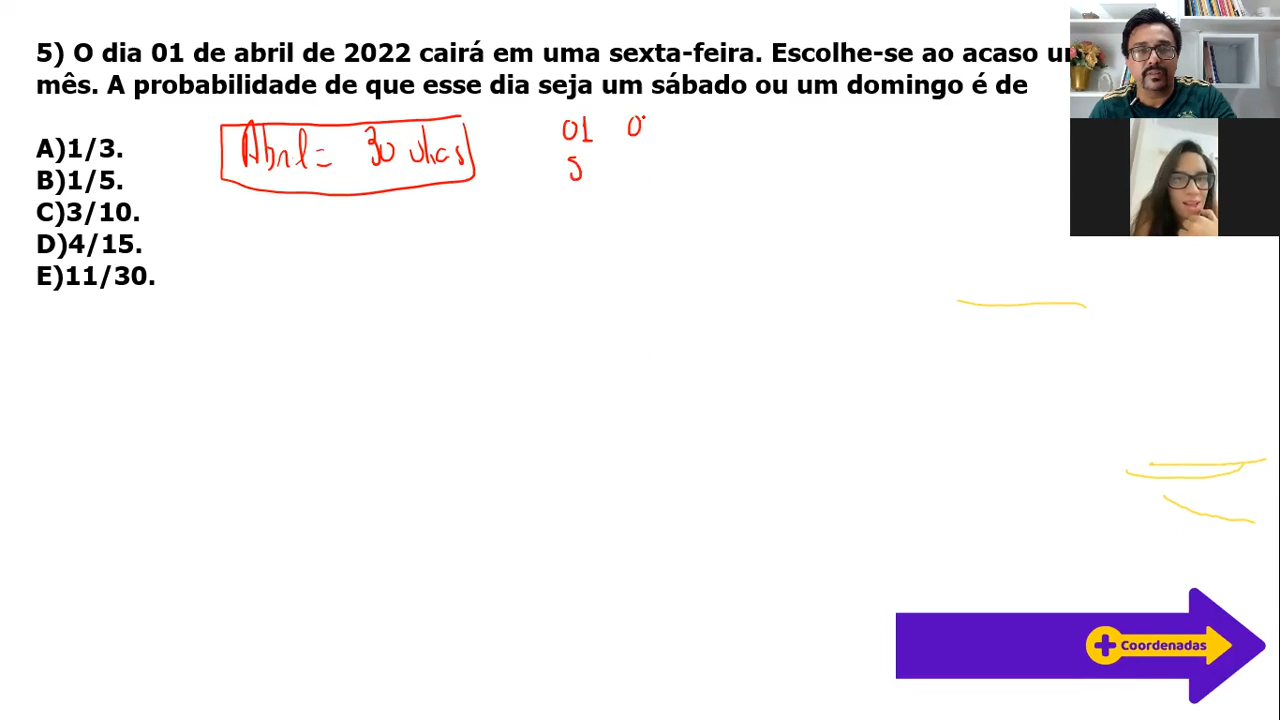 5) O dia 01 de abril de 2022 cairá em uma sexta-feira. Escolhe-se ao acaso
mês. A probabilidade de que esse dia seja um sábado ou um domingo é de
Abril = 30 dias
01 0
S
A)1/3.
B)1/5.
C)3/10.
D)4/15.
E)11/30.
+ Coordenadas